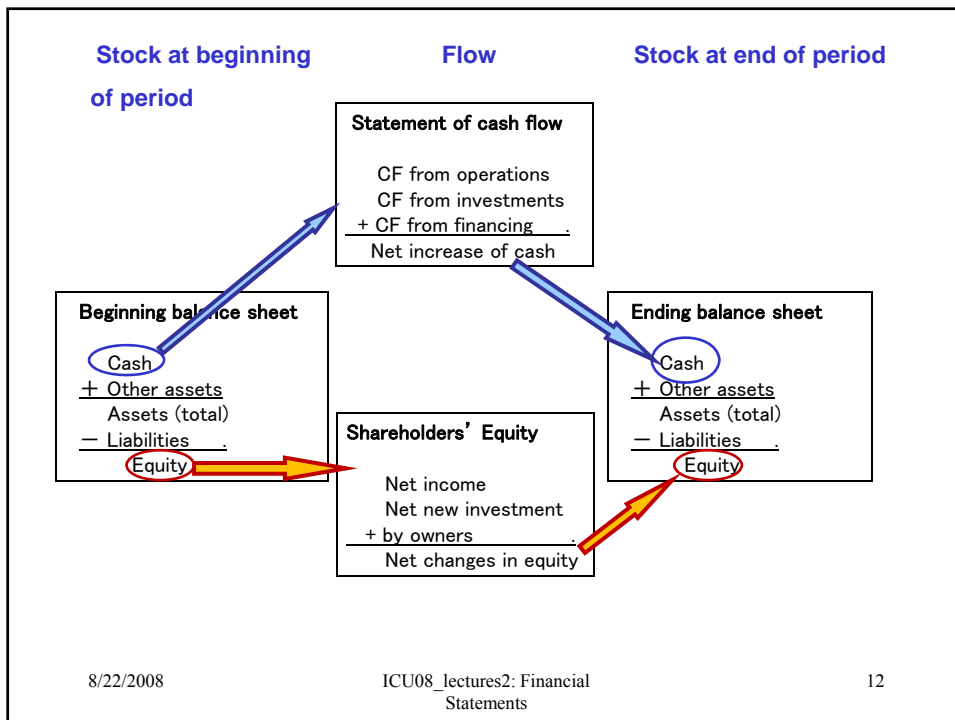 Stock at beginning
of period
Flow
Stock at end of period
Statement of cash flow
CF from operations
CF from investments
+ CF from financing .
Net increase of cash
Beginning balance sheet
Cash
＋ Other assets
Assets (total)
－ Liabilities .
Equity
Shareholders’ Equity
Net income
Net new investment
+ by owners .
Net changes in equity
Ending balance sheet
Cash
＋ Other assets
Assets (total)
－ Liabilities .
Equity
8/22/2008
ICU08_lectures2: Financial
Statements
12